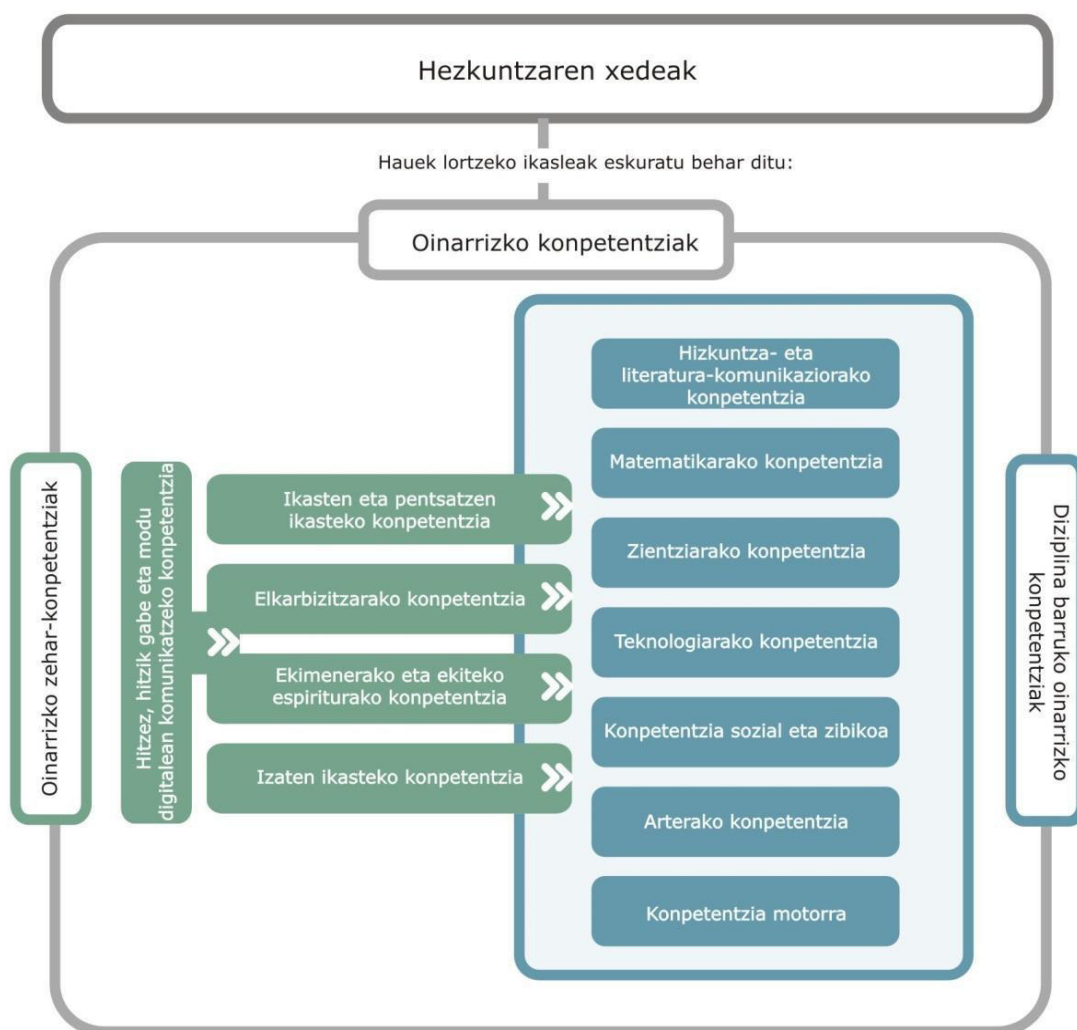 Hezkuntzaren xedeak
Hauek lortzeko ikasleak eskuratu behar ditu:
Oinarrizko konpetentziak
Oinarrizko zehar-konpetentziak
Hitzez, hitzik gabe eta modu
digitalean komunikatzeko konpetentzia
Ikasten eta pentsatzen
ikasteko konpetentzia
Elkarbizitzarako konpetentzia
Ekimenerako eta ekiteko
espiriturako konpetentzia
Izaten ikasteko konpetentzia
Hizkuntza- eta
literatura-komunikaziorako
konpetentzia
Matematikarako konpetentzia
Zientziarako konpetentzia
Teknologiarako konpetentzia
Konpetentzia sozial eta zibikoa
Arterako konpetentzia
Konpetentzia motorra
Diziplina barruko oinarrizko
konpetentziak